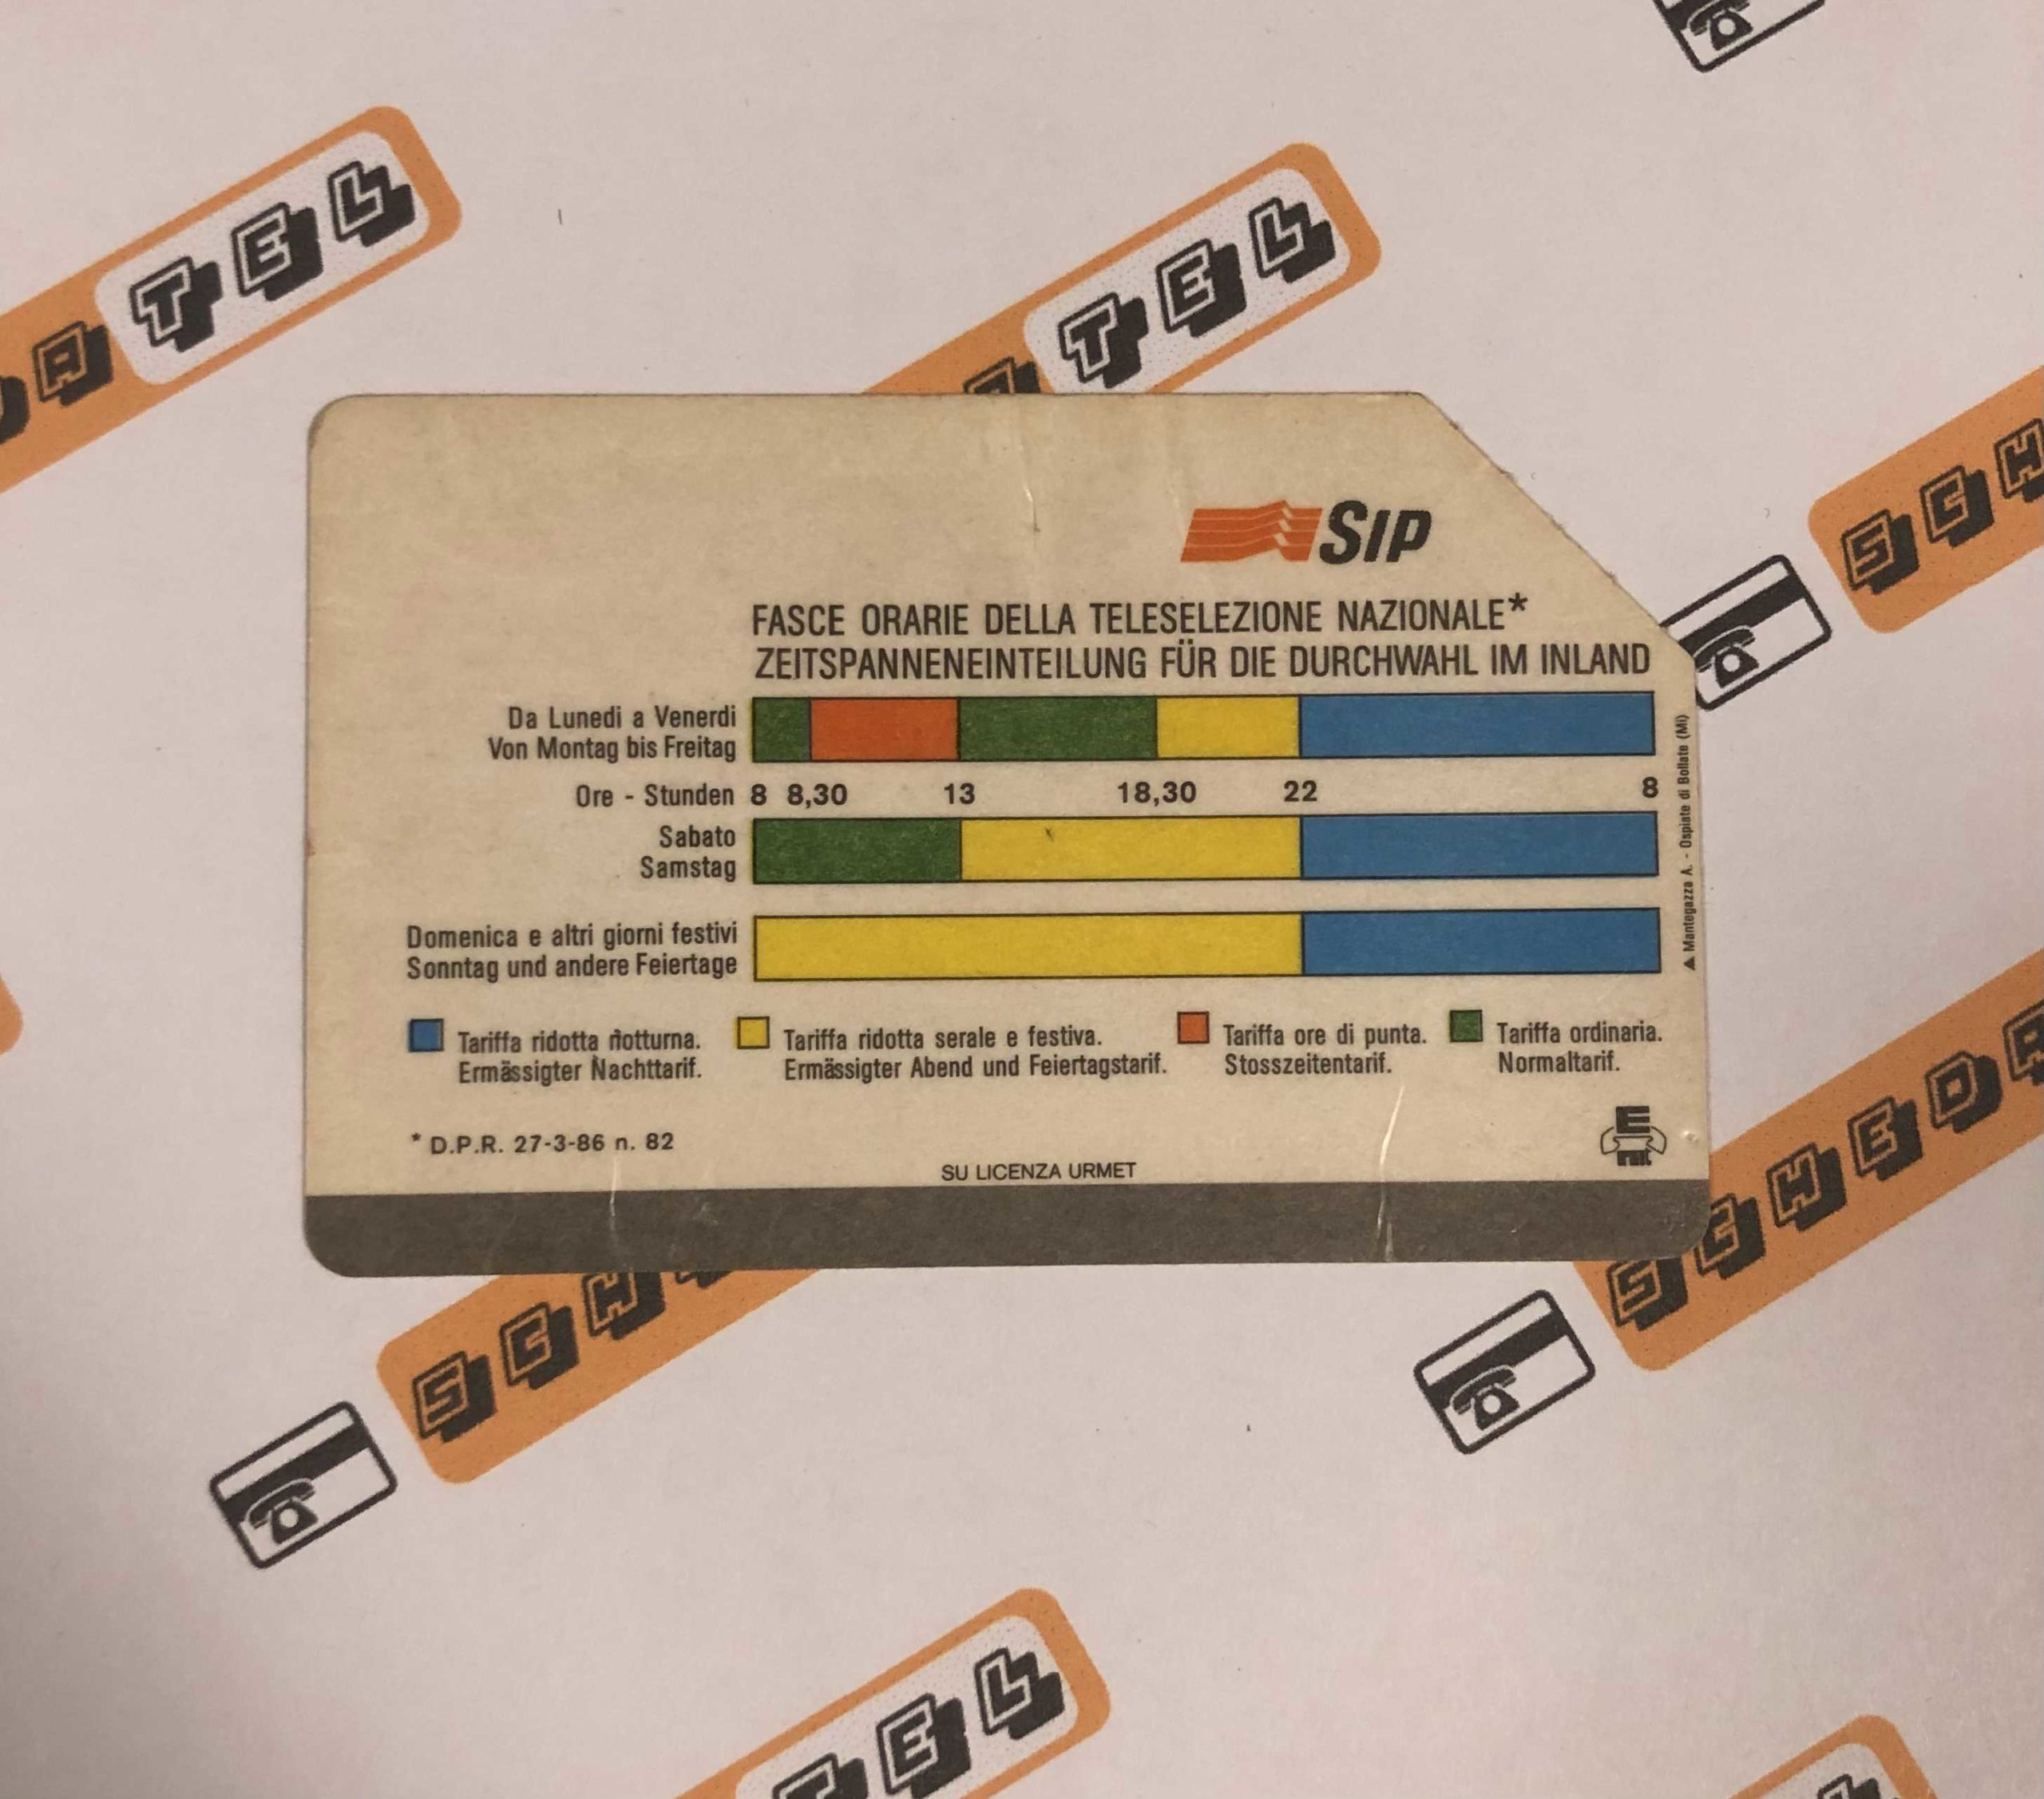 TEL
A TEL
SCH
SIP
FASCE ORARIE DELLA TELESELEZIONE NAZIONALE*
ZEITSPANNENEINTEILUNG FÜR DIE DURCHWAHL IM INLAND
Da Lunedi a Venerdi
Von Montag bis Freitag
Ore - Stunden 8 8,30 13 18,30 22 8
Sabato
Samstag
Domenica e altri giorni festivi
Sonntag und andere Feiertage
Tariffa ridotta notturna. Tariffa ridotta serale e festiva. Tariffa ore di punta. Tariffa ordinaria.
Ermässigter Nachttarif. Ermässigter Abend und Feiertagstarif. Stosszeitentarif. Normaltarif.
* D.P.R. 27-3-86 n. 82
SU LICENZA URMET
▲ Mantegazza A. - Ospiate di Bollate (MI)
SCH
SCHEDA
TEL